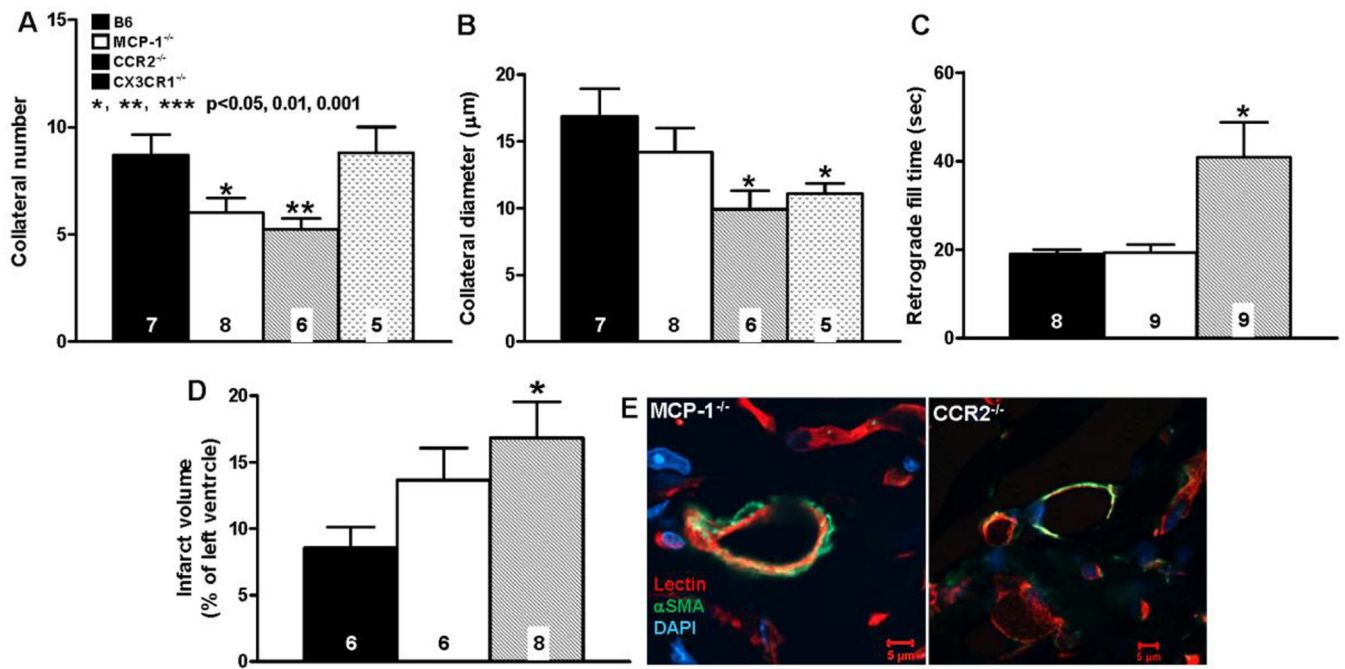 A
Collateral number
15
10
5
0
B6
MCP-1-/-
CCR2-/-
CX3CR1-/-
*, **, *** p<0.05, 0.01, 0.001
*
**
7
8
6
5
B
Collateral diameter (μm)
20
15
10
5
0
*
*
7
8
6
5
C
Retrograde fill time (sec)
60
40
20
0
*
8
9
9
D
Infarct volume
(% of left ventricle)
20
15
10
5
0
*
6
6
8
E
MCP-1-/-
Lectin
αSMA
DAPI
5 μm
CCR2-/-
5 μm